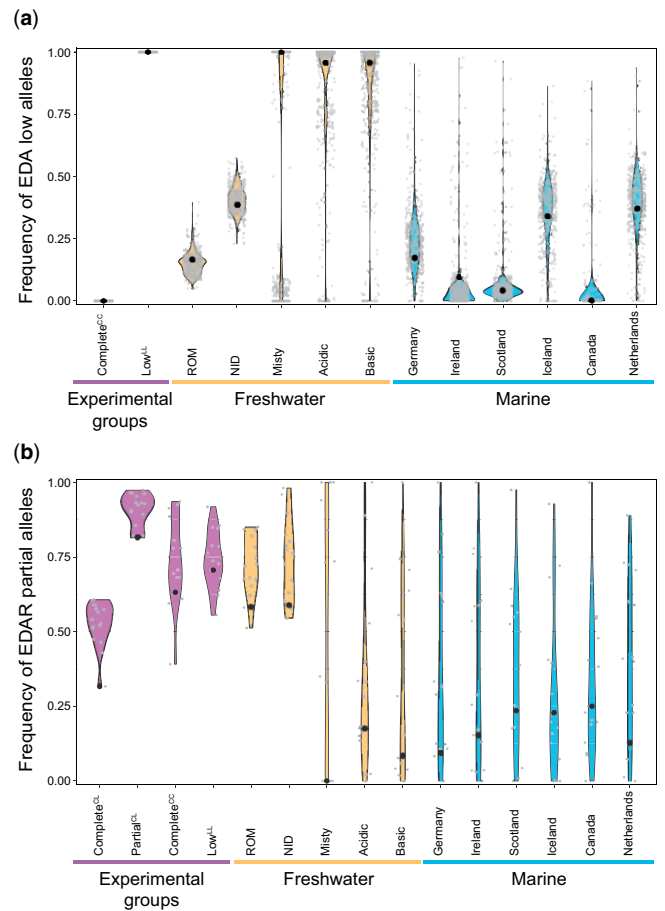 (a)
Frequency of EDA low alleles
1.00
0.75
0.50
0.25
0.00
Complete^CC
Low^LL
ROM
NID
Misty
Acidic
Basic
Germany
Ireland
Scotland
Iceland
Canada
Netherlands
Experimental
groups
Freshwater
Marine
(b)
Frequency of EDAR partial alleles
1.00
0.75
0.50
0.25
0.00
Complete^CL
Partial^CL
Complete^CC
Low^LL
ROM
NID
Misty
Acidic
Basic
Germany
Ireland
Scotland
Iceland
Canada
Netherlands
Experimental
groups
Freshwater
Marine